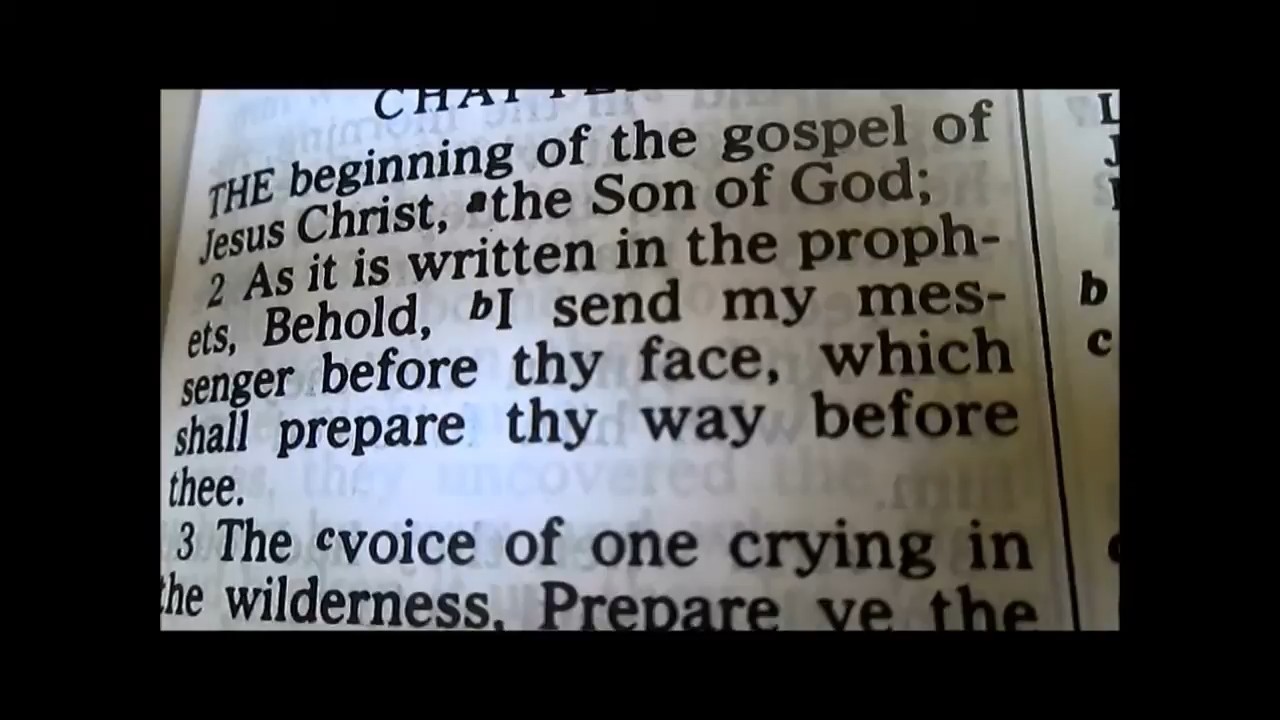 THE beginning of the gospel of
Jesus Christ, ᵃthe Son of God;
2 As it is written in the proph-
ets, Behold, ᵇI send my mes-
senger before thy face, which
shall prepare thy way before
thee.
3 The ᶜvoice of one crying in
the wilderness, Prepare ye the
b
c